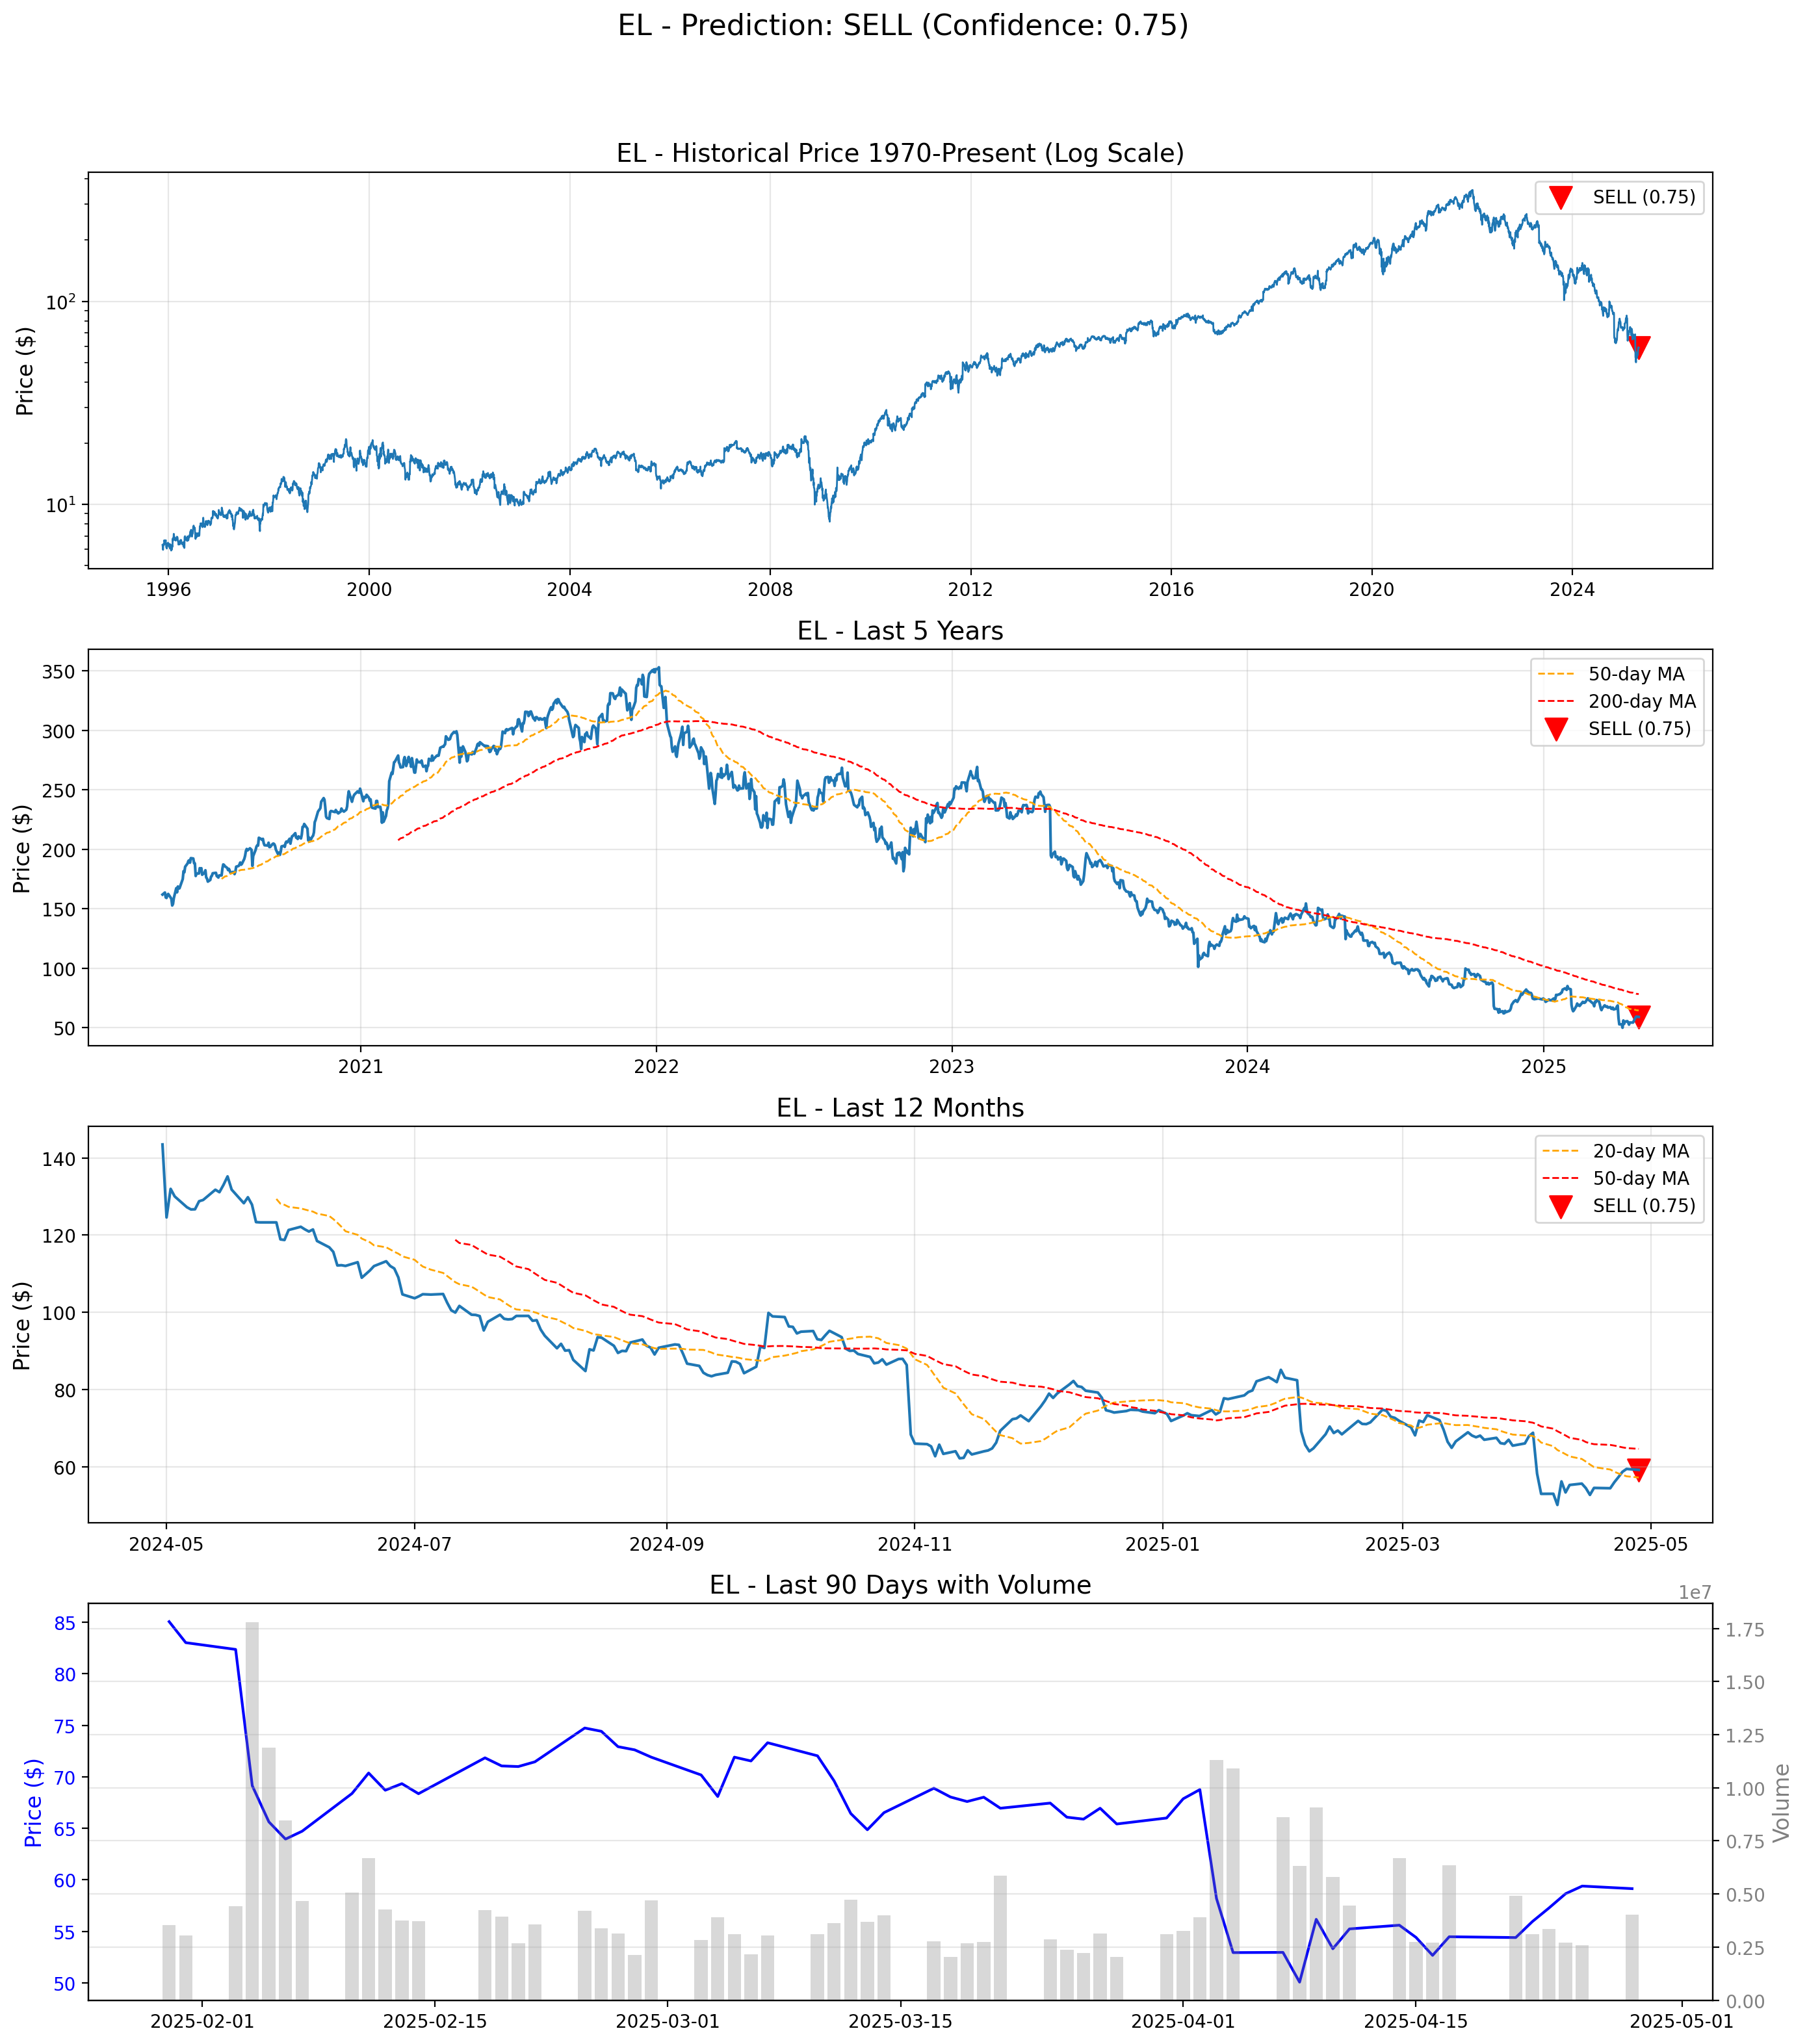 EL - Prediction: SELL (Confidence: 0.75)
EL - Historical Price 1970-Present (Log Scale)
SELL (0.75)
Price ($)
10²
10¹
1996 2000 2004 2008 2012 2016 2020 2024
EL - Last 5 Years
50-day MA
200-day MA
SELL (0.75)
Price ($)
350
300
250
200
150
100
50
2021 2022 2023 2024 2025
EL - Last 12 Months
20-day MA
50-day MA
SELL (0.75)
Price ($)
140
120
100
80
60
2024-05 2024-07 2024-09 2024-11 2025-01 2025-03 2025-05
EL - Last 90 Days with Volume
1e7
Price ($)
85
80
75
70
65
60
55
50
1.75
1.50
1.25
1.00
0.75
0.50
0.25
0.00
Volume
2025-02-01 2025-02-15 2025-03-01 2025-03-15 2025-04-01 2025-04-15 2025-05-01